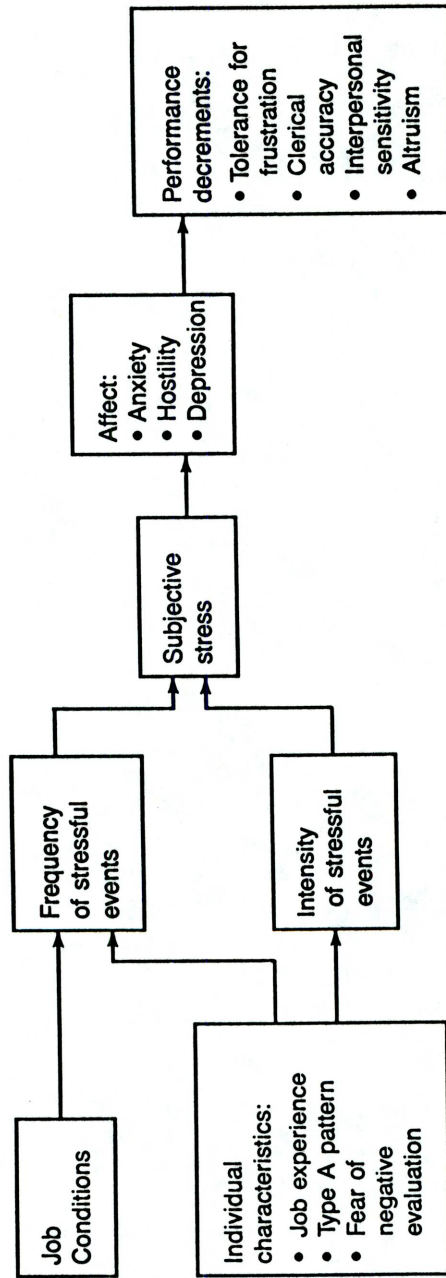 Job
Conditions
Individual
characteristics:
• Job experience
• Type A pattern
• Fear of
negative
evaluation
Frequency
of stressful
events
Intensity
of stressful
events
Subjective
stress
Affect:
• Anxiety
• Hostility
• Depression
Performance
decrements:
• Tolerance for
frustration
• Clerical
accuracy
• Interpersonal
sensitivity
• Altruism